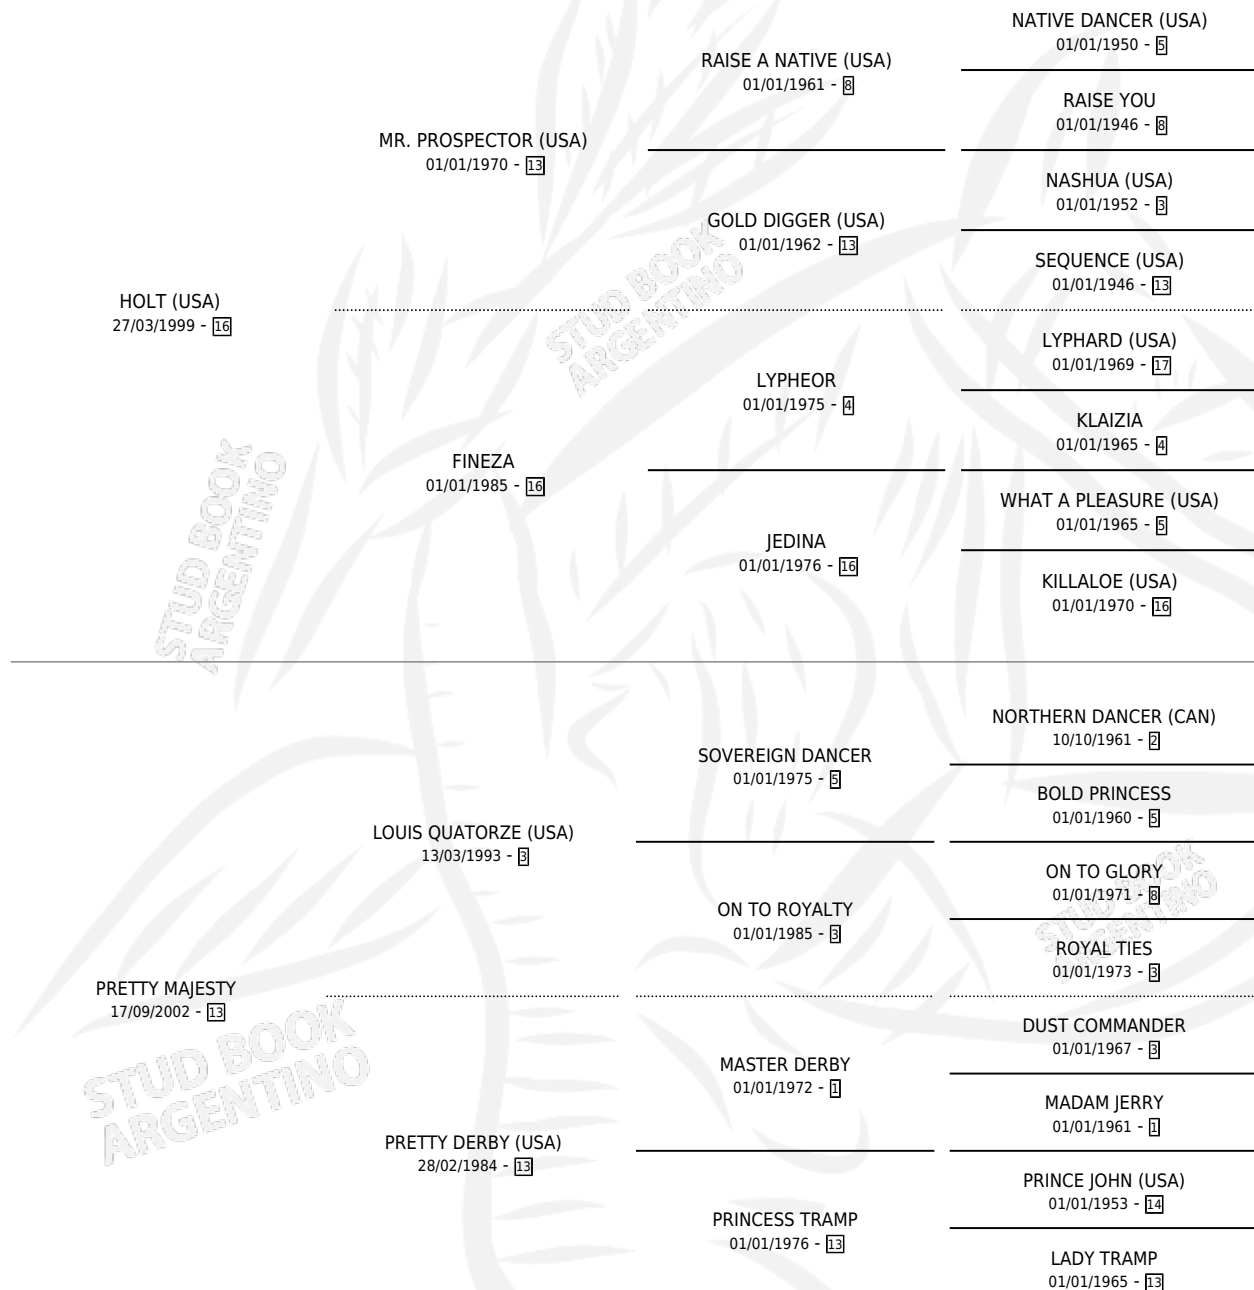 NATIVE DANCER (USA)
01/01/1950 - 5
RAISE A NATIVE (USA)
01/01/1961 - 8
RAISE YOU
01/01/1946 - 8
MR. PROSPECTOR (USA)
01/01/1970 - 13
NASHUA (USA)
01/01/1952 - 3
GOLD DIGGER (USA)
01/01/1962 - 13
SEQUENCE (USA)
01/01/1946 - 13
HOLT (USA)
27/03/1999 - 16
STUD BOOK
ARGENTINO
LYPHARD (USA)
01/01/1969 - 17
LYPHEOR
01/01/1975 - 4
KLAIZIA
01/01/1965 - 4
FINEZA
01/01/1985 - 16
WHAT A PLEASURE (USA)
01/01/1965 - 5
JEDINA
01/01/1976 - 16
KILLALOE (USA)
01/01/1970 - 16
STUD BOOK
ARGENTINO
NORTHERN DANCER (CAN)
10/10/1961 - 2
SOVEREIGN DANCER
01/01/1975 - 5
BOLD PRINCESS
01/01/1960 - 5
LOUIS QUATORZE (USA)
13/03/1993 - 3
ON TO GLORY
01/01/1971 - 8
ON TO ROYALTY
01/01/1985 - 3
ROYAL TIES
01/01/1973 - 3
STUD BOOK
ARGENTINO
PRETTY MAJESTY
17/09/2002 - 13
DUST COMMANDER
01/01/1967 - 3
MASTER DERBY
01/01/1972 - 1
MADAM JERRY
01/01/1961 - 1
STUD BOOK
ARGENTINO
PRETTY DERBY (USA)
28/02/1984 - 13
PRINCE JOHN (USA)
01/01/1953 - 14
PRINCESS TRAMP
01/01/1976 - 13
LADY TRAMP
01/01/1965 - 13